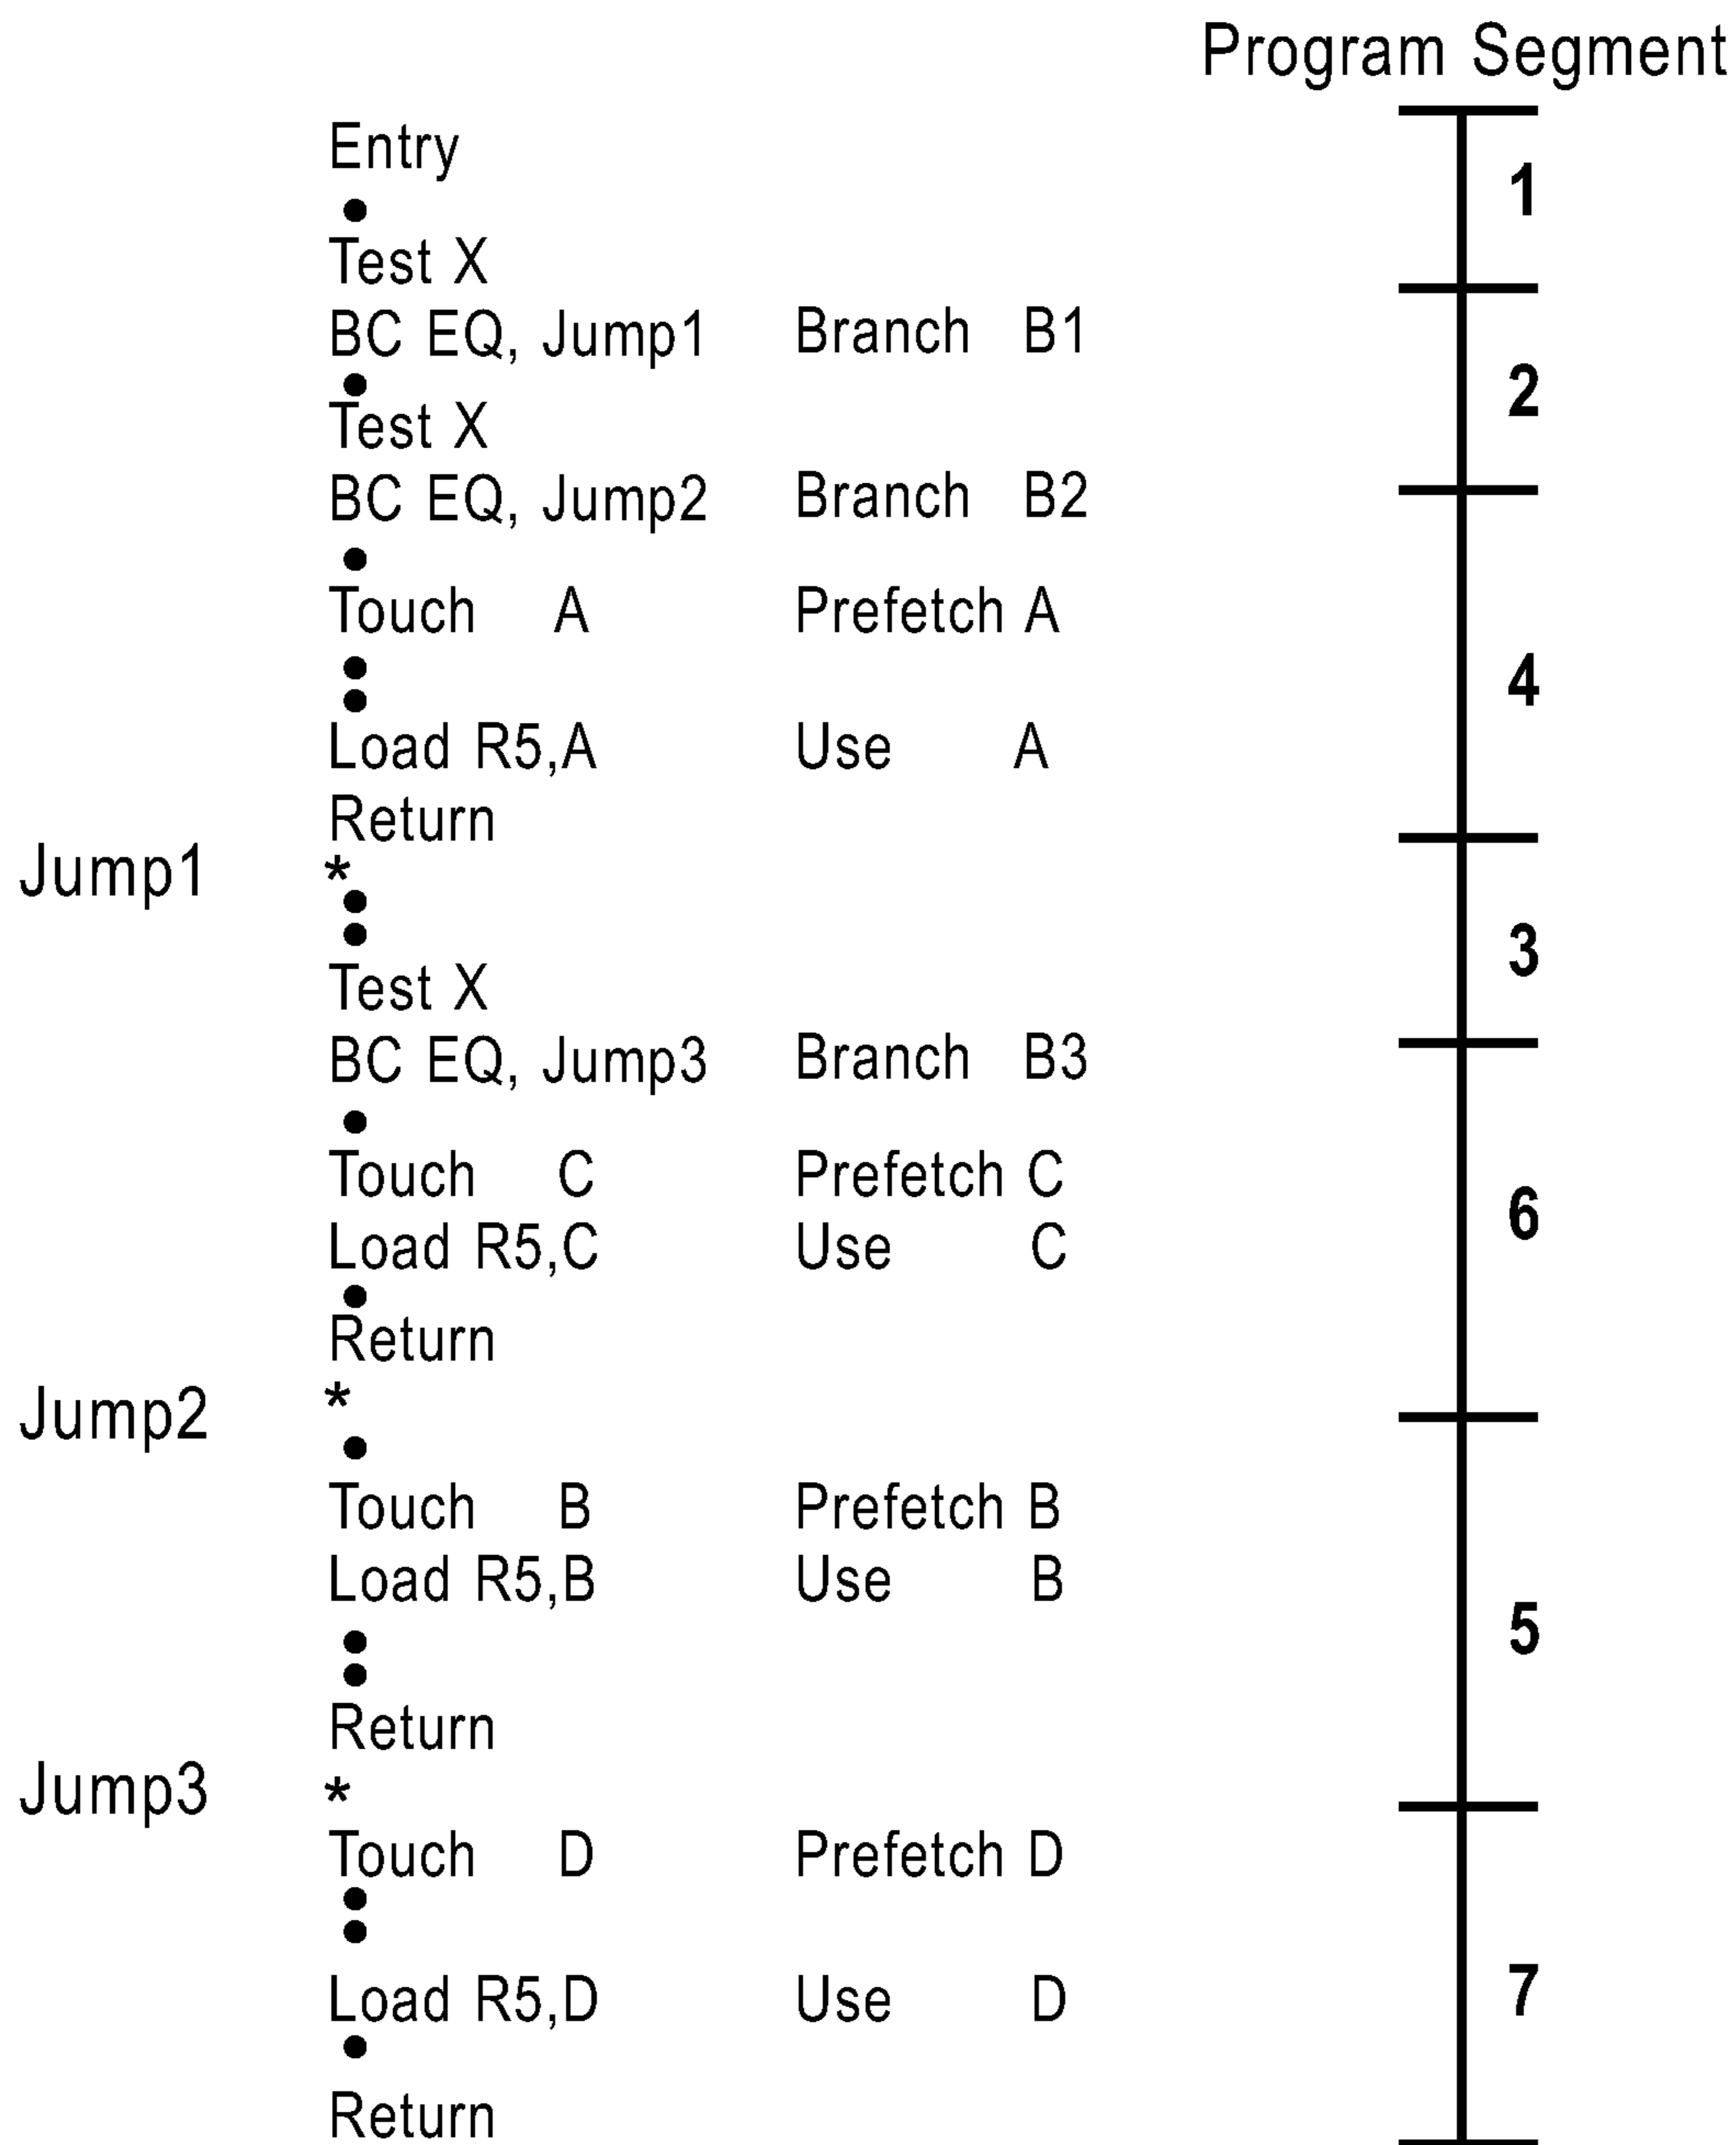 Program Segment
Entry
1
•
Test X
BC EQ, Jump1 Branch B1
•
2
Test X
BC EQ, Jump2 Branch B2
•
Touch A Prefetch A
•
4
•
Load R5,A Use A
Return
Jump1 *
•
•
3
Test X
BC EQ, Jump3 Branch B3
•
Touch C Prefetch C
6
Load R5,C Use C
•
Return
Jump2 *
•
Touch B Prefetch B
Load R5,B Use B
•
5
•
Return
Jump3 *
Touch D Prefetch D
•
•
Load R5,D Use D
7
•
Return